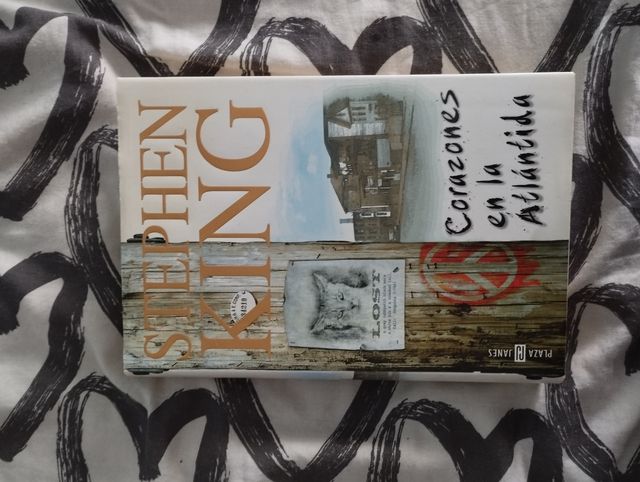 STEPHEN
KING
Corazones
en la
Atlántida
LOST
PLAZA JANES